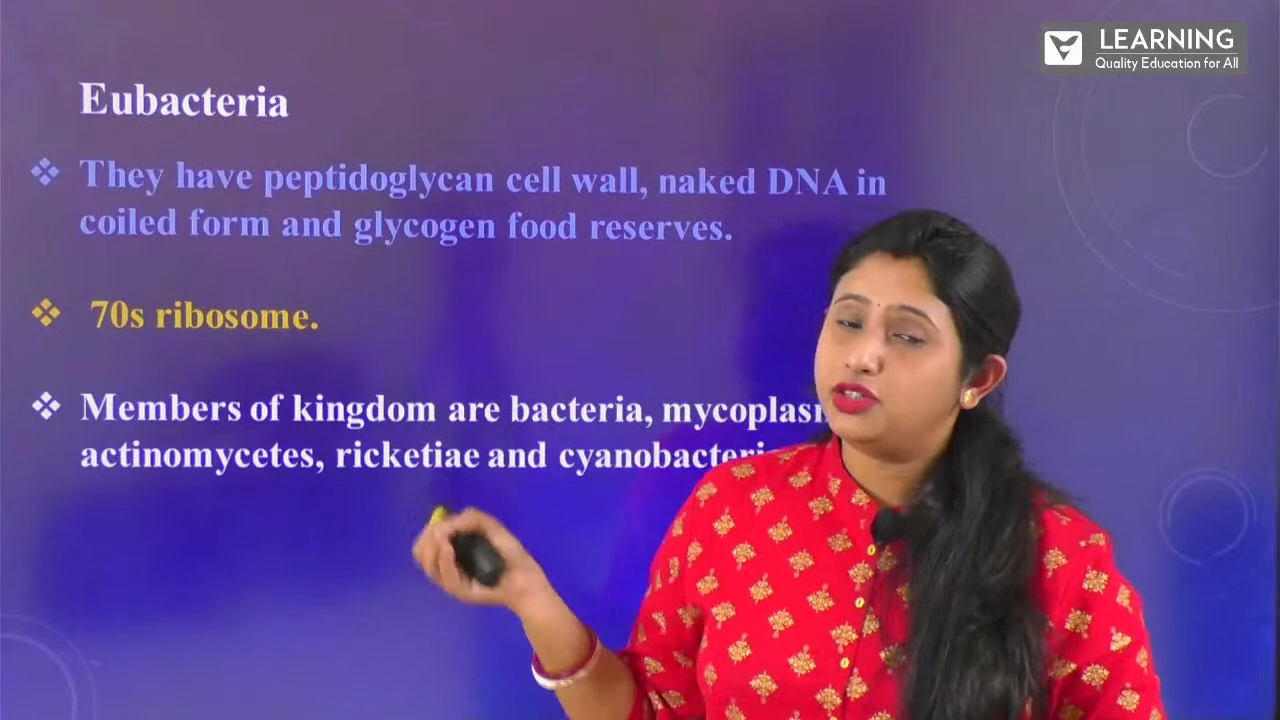 LEARNING
Quality Education for All
Eubacteria
They have peptidoglycan cell wall, naked DNA in
coiled form and glycogen food reserves.
70s ribosome.
Members of kingdom are bacteria,
actinomycetes, ricketiae and